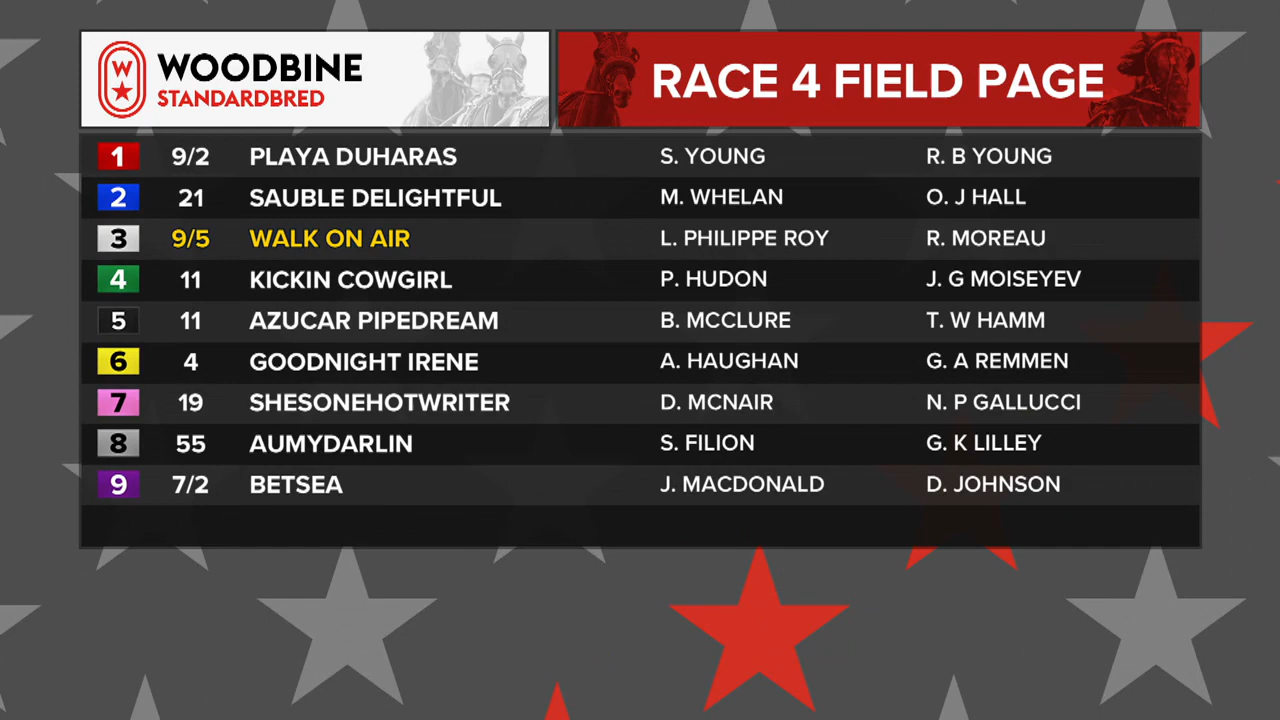 W
WOODBINE
STANDARDBRED
RACE 4 FIELD PAGE
1 9/2 PLAYA DUHARAS S. YOUNG R. B YOUNG
2 21 SAUBLE DELIGHTFUL M. WHELAN O. J HALL
3 9/5 WALK ON AIR L. PHILIPPE ROY R. MOREAU
4 11 KICKIN COWGIRL P. HUDON J. G MOISEYEV
5 11 AZUCAR PIPEDREAM B. MCCLURE T. W HAMM
6 4 GOODNIGHT IRENE A. HAUGHAN G. A REMMEN
7 19 SHESONEHOTWRITER D. MCNAIR N. P GALLUCCI
8 55 AUMYDARLIN S. FILION G. K LILLEY
9 7/2 BETSEA J. MACDONALD D. JOHNSON